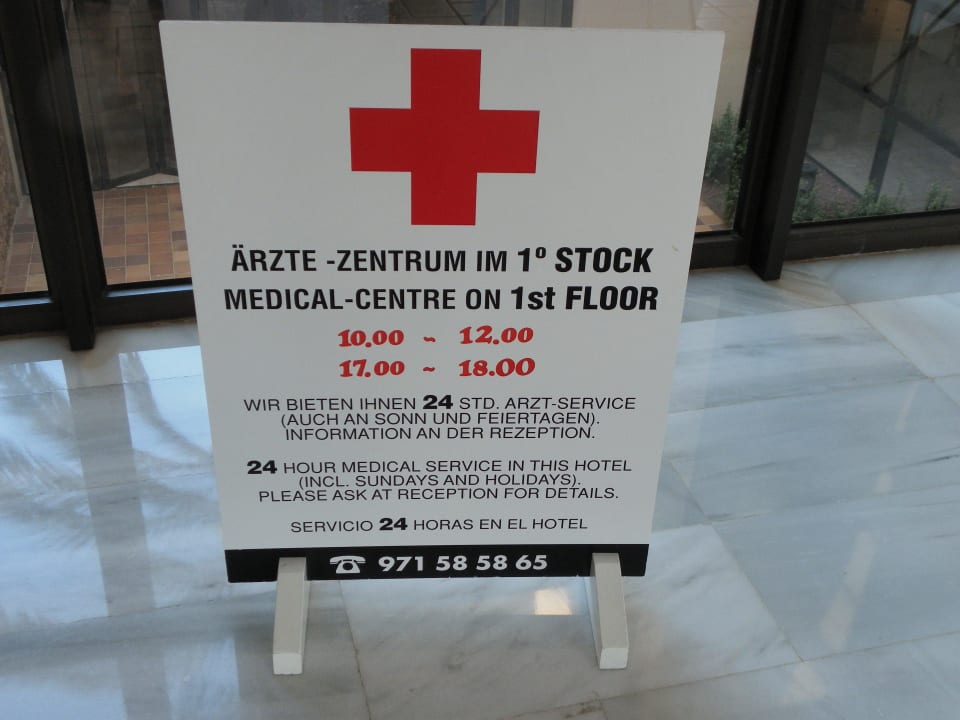 ÄRZTE -ZENTRUM IM 1º STOCK
MEDICAL-CENTRE ON 1st FLOOR
10.00 ~ 12.00
17.00 ~ 18.00
WIR BIETEN IHNEN 24 STD. ARZT-SERVICE
(AUCH AN SONN UND FEIERTAGEN).
INFORMATION AN DER REZEPTION.
24 HOUR MEDICAL SERVICE IN THIS HOTEL
(INCL. SUNDAYS AND HOLIDAYS).
PLEASE ASK AT RECEPTION FOR DETAILS.
SERVICIO 24 HORAS EN EL HOTEL
☎ 971 58 58 65